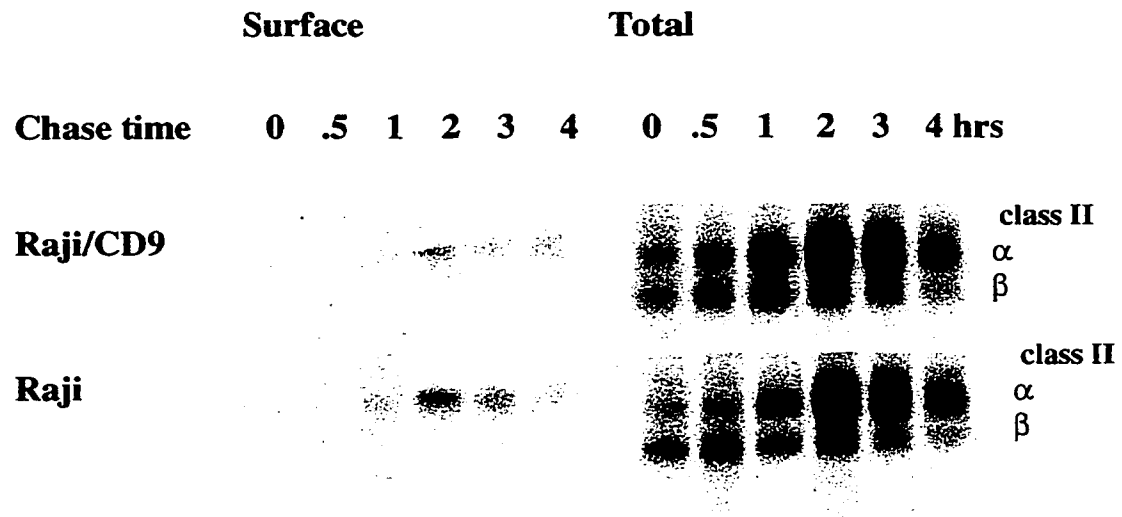 Surface Total
Chase time 0 .5 1 2 3 4 0 .5 1 2 3 4 hrs
class II
Raji/CD9 α
β
class II
Raji α
β